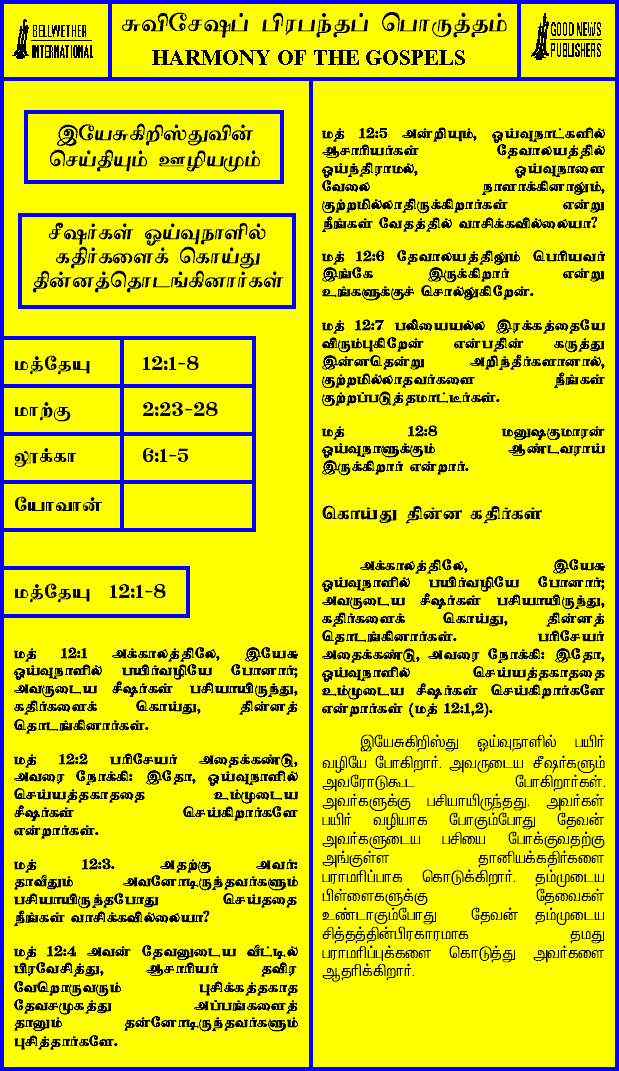 BELLWETHER
INTERNATIONAL
சுவிசேஷப் பிரபந்தப் பொருத்தம்
HARMONY OF THE GOSPELS
GOOD NEWS
PUBLISHERS
இயேசுகிறிஸ்துவின்
செய்தியும் ஊழியமும்
சீஷர்கள் ஓய்வுநாளில்
கதிர்களைக் கொய்து
தின்னத்தொடங்கினார்கள்
மத்தேயு 12:1-8
மாற்கு 2:23-28
லூக்கா 6:1-5
யோவான்
மத்தேயு 12:1-8
மத் 12:1 அக்காலத்திலே, இயேசு
ஓய்வுநாளில் பயிர்வழியே போனார்;
அவருடைய சீஷர்கள் பசியாயிருந்து,
கதிர்களைக் கொய்து, தின்னத்
தொடங்கினார்கள்.
மத் 12:2 பரிசேயர் அதைக்கண்டு,
அவரை நோக்கி: இதோ, ஓய்வுநாளில்
செய்யத்தகாததை உம்முடைய
சீஷர்கள் செய்கிறார்களே
என்றார்கள்.
மத் 12:3. அதற்கு அவர்:
தாவீதும் அவனோடிருந்தவர்களும்
பசியாயிருந்தபோது செய்ததை
நீங்கள் வாசிக்கவில்லையா?
மத் 12:4 அவன் தேவனுடைய வீட்டில்
பிரவேசித்து, ஆசாரியர் தவிர
வேறொருவரும் புசிக்கத்தகாத
தேவசமுகத்து அப்பங்களைத்
தானும் தன்னோடிருந்தவர்களும்
புசித்தார்களே.
மத் 12:5 அன்றியும், ஓய்வுநாட்களில்
ஆசாரியர்கள் தேவாலயத்தில்
ஓய்ந்திராமல், ஓய்வுநாளை
வேலை நாளாக்கினாலும்,
குற்றமில்லாதிருக்கிறார்கள் என்று
நீங்கள் வேதத்தில் வாசிக்கவில்லையா?
மத் 12:6 தேவாலயத்திலும் பெரியவர்
இங்கே இருக்கிறார் என்று
உங்களுக்குச் சொல்லுகிறேன்.
மத் 12:7 பலியையல்ல இரக்கத்தையே
விரும்புகிறேன் என்பதின் கருத்து
இன்னதென்று அறிந்தீர்களானால்,
குற்றமில்லாதவர்களை நீங்கள்
குற்றப்படுத்தமாட்டீர்கள்.
மத் 12:8 மனுஷகுமாரன்
ஓய்வுநாளுக்கும் ஆண்டவராய்
இருக்கிறார் என்றார்.
கொய்து தின்ன கதிர்கள்
அக்காலத்திலே, இயேசு
ஓய்வுநாளில் பயிர்வழியே போனார்;
அவருடைய சீஷர்கள் பசியாயிருந்து,
கதிர்களைக் கொய்து, தின்னத்
தொடங்கினார்கள். பரிசேயர்
அதைக்கண்டு, அவரை நோக்கி: இதோ,
ஓய்வுநாளில் செய்யத்தகாததை
உம்முடைய சீஷர்கள் செய்கிறார்களே
என்றார்கள் (மத் 12:1,2).
இயேசுகிறிஸ்து ஓய்வுநாளில் பயிர்
வழியே போகிறார். அவருடைய சீஷர்களும்
அவரோடுகூட போகிறார்கள்.
அவர்களுக்கு பசியாயிருந்தது. அவர்கள்
பயிர் வழியாக போகும்போது தேவன்
அவர்களுடைய பசியை போக்குவதற்கு
அங்குள்ள தானியக்கதிர்களை
பராமரிப்பாக கொடுக்கிறார். தம்முடைய
பிள்ளைகளுக்கு தேவைகள்
உண்டாகும்போது தேவன் தம்முடைய
சித்தத்தின்பிரகாரமாக தமது
பராமரிப்புக்களை கொடுத்து அவர்களை
ஆதரிக்கிறார்.